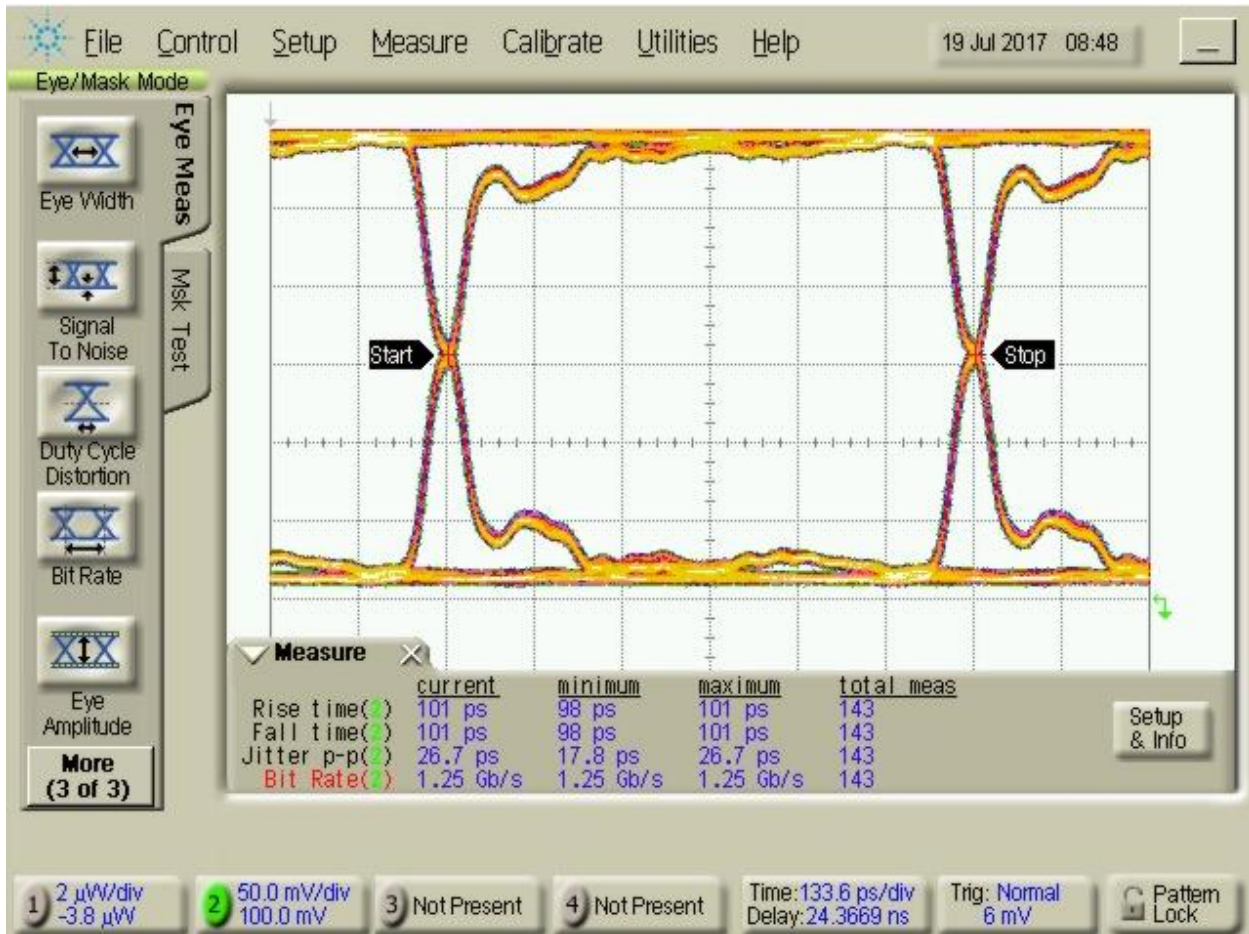 File Control Setup Measure Calibrate Utilities Help 19 Jul 2017 08:48
Eye/Mask Mode
Eye Meas
Msk Test
Eye Width
Signal
To Noise
Duty Cycle
Distortion
Bit Rate
Eye
Amplitude
More
(3 of 3)
Start
Stop
Measure
current minimum maximum total meas
Rise time(2) 101 ps 98 ps 101 ps 143
Fall time(2) 101 ps 98 ps 101 ps 143
Jitter p-p(2) 26.7 ps 17.8 ps 26.7 ps 143
Bit Rate(2) 1.25 Gb/s 1.25 Gb/s 1.25 Gb/s 143
Setup
& Info
1 2 µW/div
-3.8 µW
2 50.0 mV/div
100.0 mV
3 Not Present
4 Not Present
Time:133.6 ps/div
Delay:24.3669 ns
Trig: Normal
6 mV
Pattern
Lock